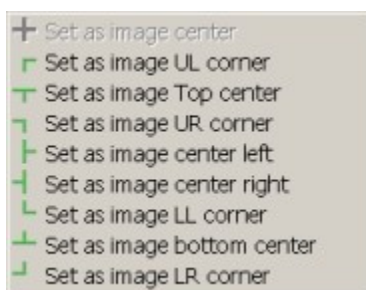 Set as image center
Set as image UL corner
Set as image Top center
Set as image UR corner
Set as image center left
Set as image center right
Set as image LL corner
Set as image bottom center
Set as image LR corner